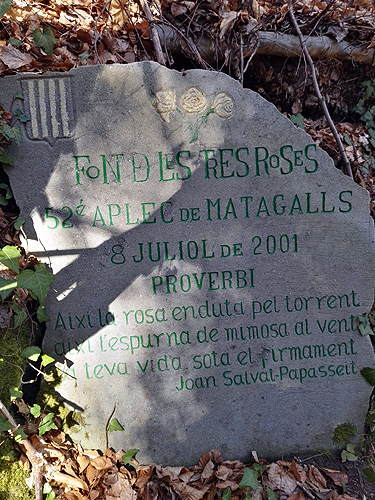 FON D LES TRES ROSES
52è APLEC DE MATAGALLS
8 JULIOL DE 2001
PROVERBI
Així la rosa enduta pel torrent
així l'espurna de mimosa al vent
la teva vida sota el firmament
Joan Salvat-Papasseit